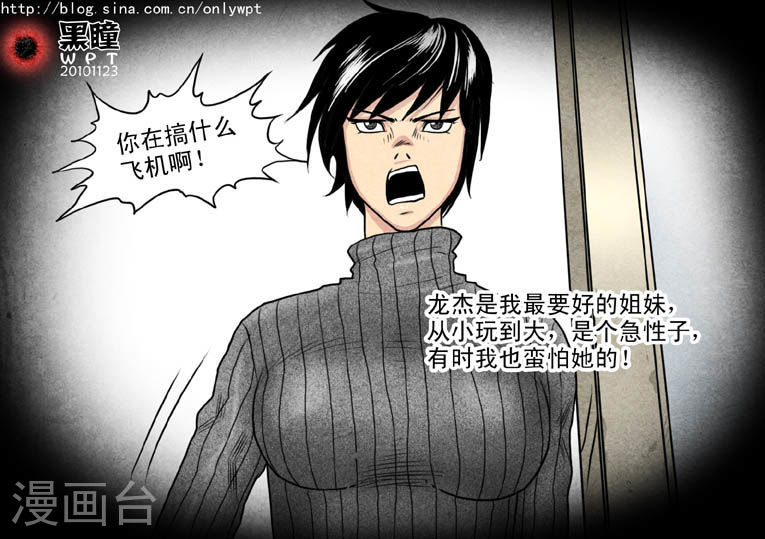 http://blog.sina.com.cn/onlywpt
黑瞳
WPT
20101123
你在搞什么
飞机啊！
龙杰是我最要好的姐妹，
从小玩到大，是个急性子，
有时我也蛮怕她的！
漫画台